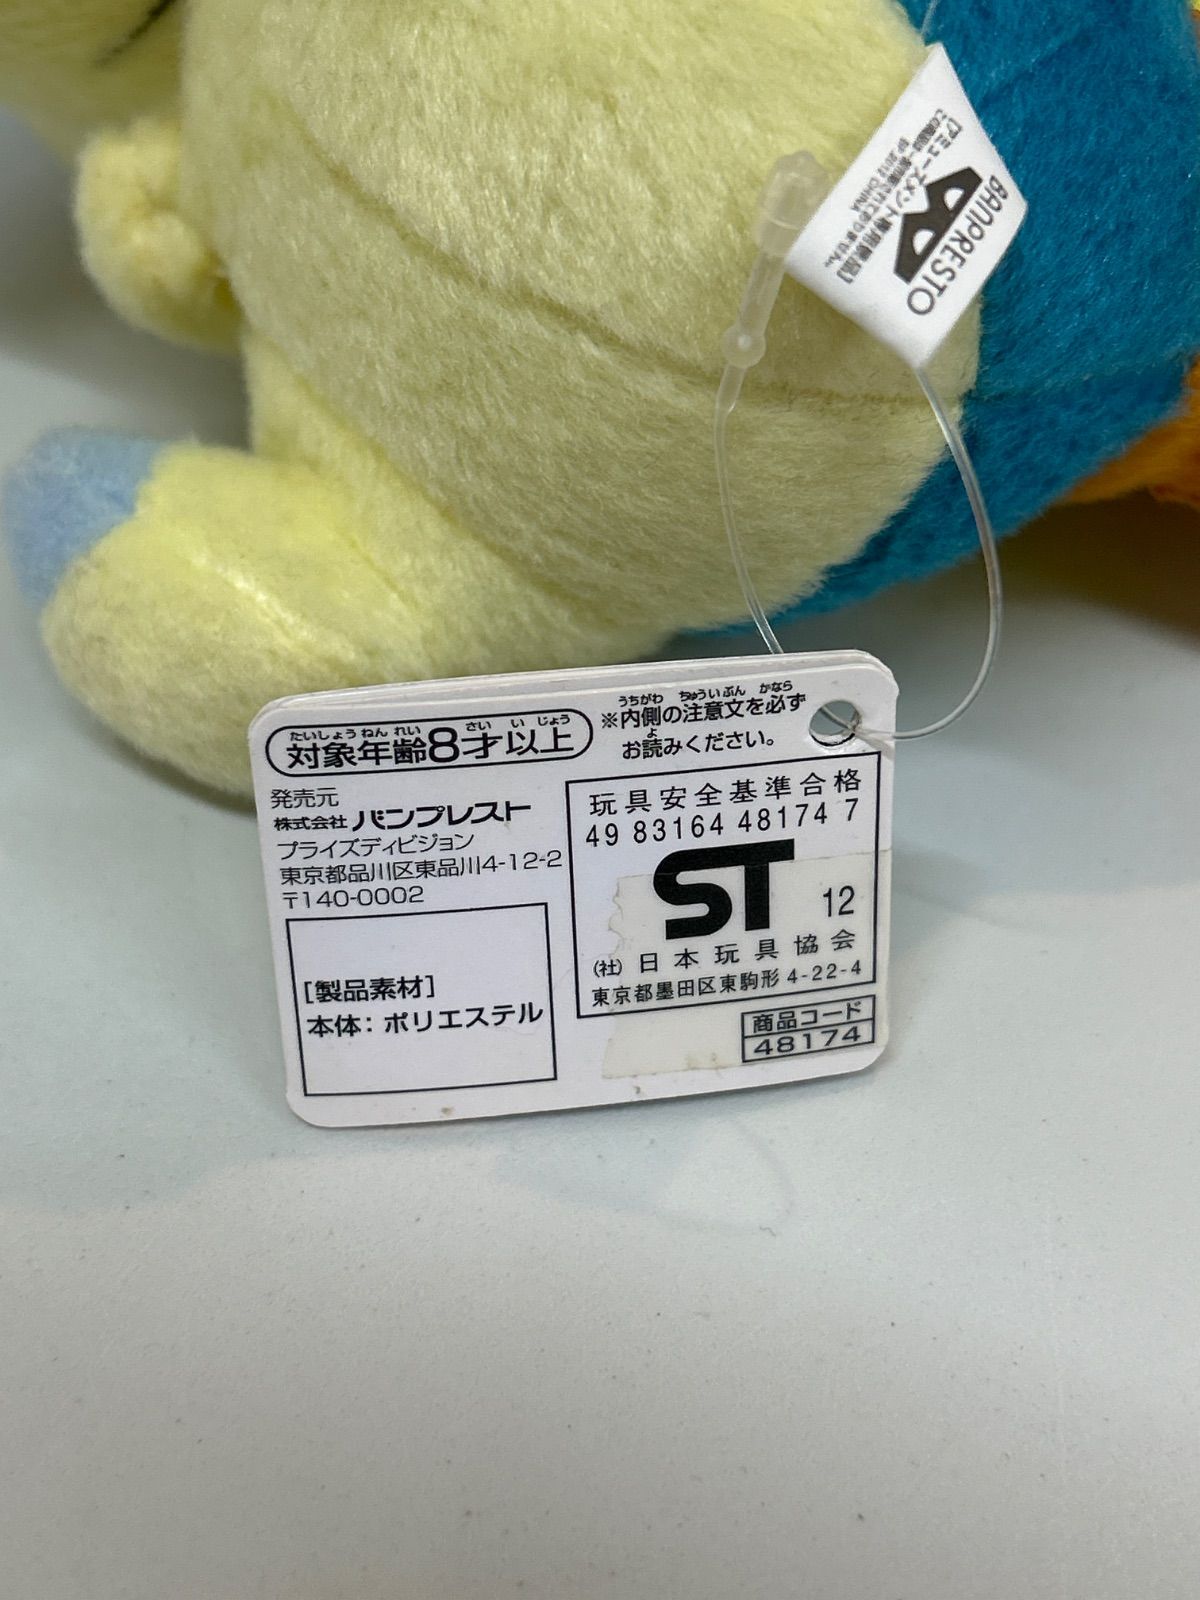 BANPRESTO
対象年齢8才以上
たいしょうねんれい さい い じょう
※内側の注意文を必ず
うちがわ ちゅういぶん かなら
お読みください。
よ
発売元
株式会社 バンプレスト
プライズディビジョン
東京都品川区東品川4-12-2
〒140-0002
[製品素材]
本体: ポリエステル
玩具安全基準合格
49 83164 48174 7
ST 12
(社) 日本玩具協会
東京都墨田区東駒形 4-22-4
商品コード
48174